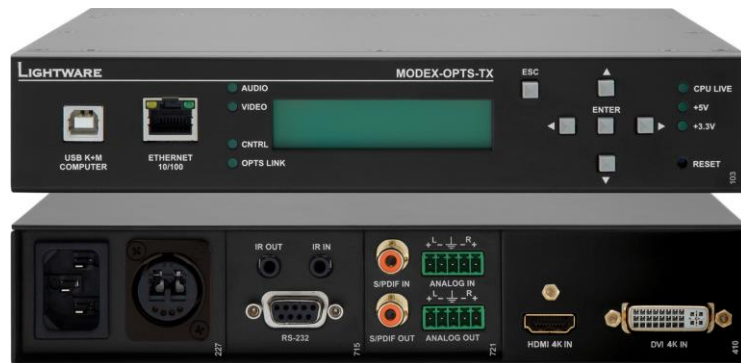 LIGHTWARE
MODEX-OPTS-TX
AUDIO
VIDEO
CNTRL
OPTS LINK
USB K+M
COMPUTER
ETHERNET
10/100
ESC
ENTER
CPU LIVE
+5V
+3.3V
RESET
103
IR OUT
IR IN
RS-232
S/PDIF IN
S/PDIF OUT
+L- -R+
ANALOG IN
+L- -R+
ANALOG OUT
HDMI 4K IN
DVI 4K IN
227
715
721
410